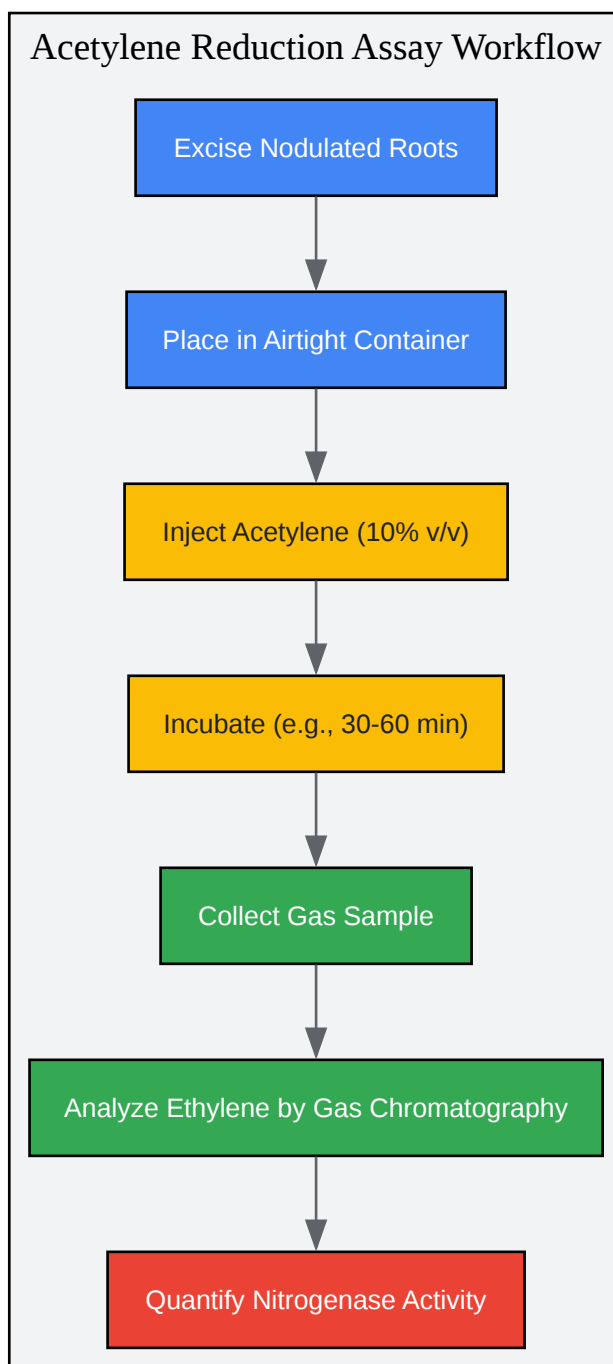 Acetylene Reduction Assay Workflow
Excise Nodulated Roots
Place in Airtight Container
Inject Acetylene (10% v/v)
Incubate (e.g., 30-60 min)
Collect Gas Sample
Analyze Ethylene by Gas Chromatography
Quantify Nitrogenase Activity